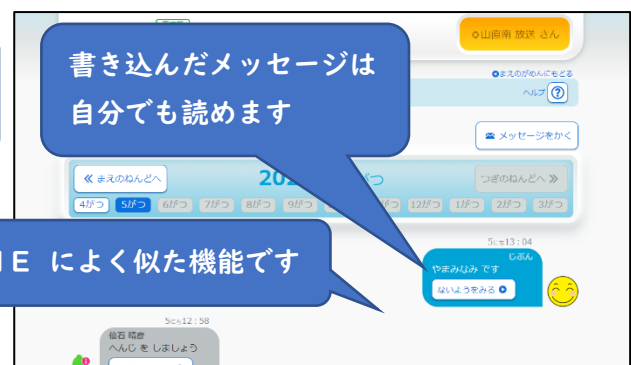 山直南 放送 さん
まえのがめんにもどる
ヘルプ ?
書き込んだメッセージは
自分でも読めます
メッセージをかく
≪ まえのねんどへ
202
がつ
つぎのねんどへ ≫
4がつ 5がつ 6がつ 7がつ 8がつ 9がつ がつ 12がつ 1がつ 2がつ 3がつ
E によく似た機能です
5にち13:04
じぶん
やまみなみ です
ないようをみる
5にち12:58
仙石 晴彦
へんじ を しましょう